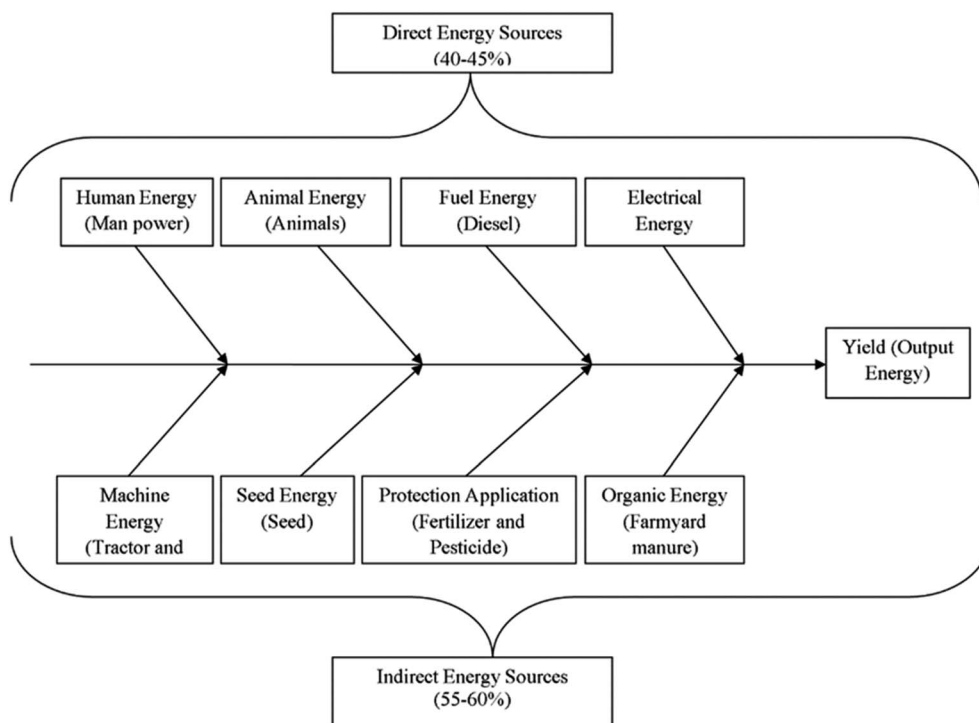 Direct Energy Sources
(40-45%)
Human Energy
(Man power)
Animal Energy
(Animals)
Fuel Energy
(Diesel)
Electrical
Energy
Yield (Output
Energy)
Machine
Energy
(Tractor and
Seed Energy
(Seed)
Protection Application
(Fertilizer and
Pesticide)
Organic Energy
(Farmyard
manure)
Indirect Energy Sources
(55-60%)